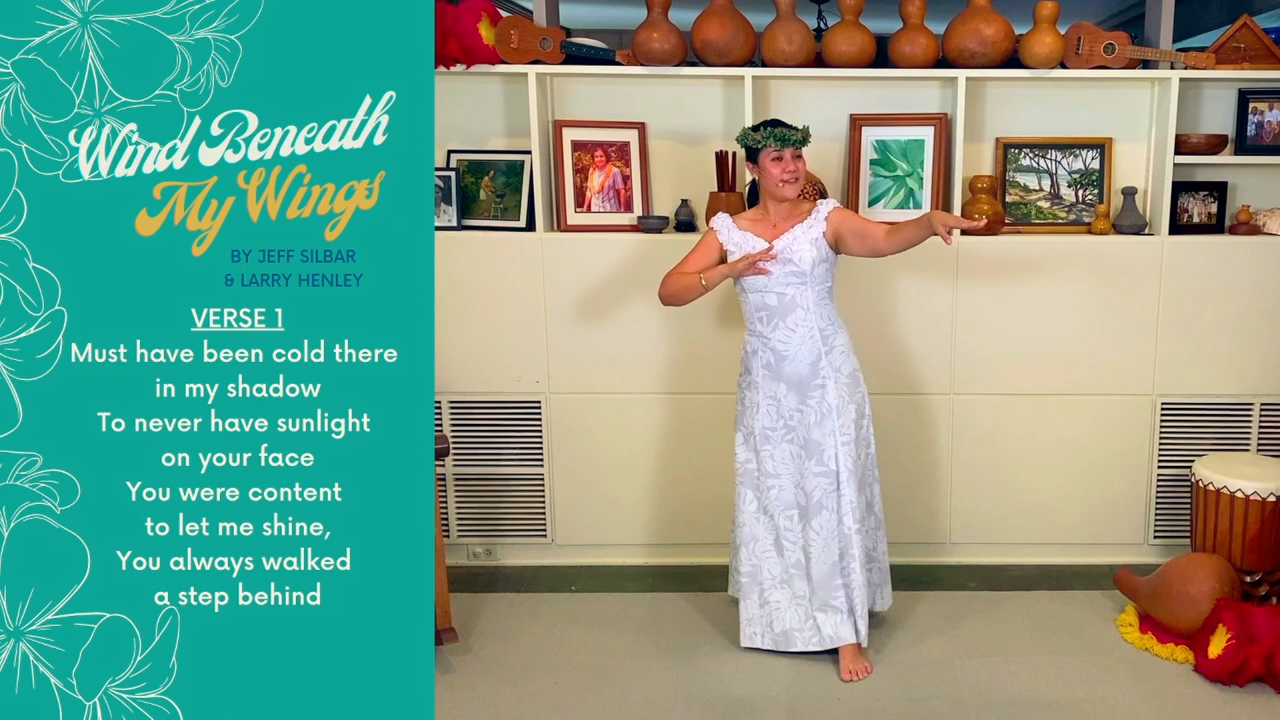 Wind Beneath
My Wings
BY JEFF SILBAR
& LARRY HENLEY
VERSE 1
Must have been cold there
in my shadow
To never have sunlight
on your face
You were content
to let me shine,
You always walked
a step behind